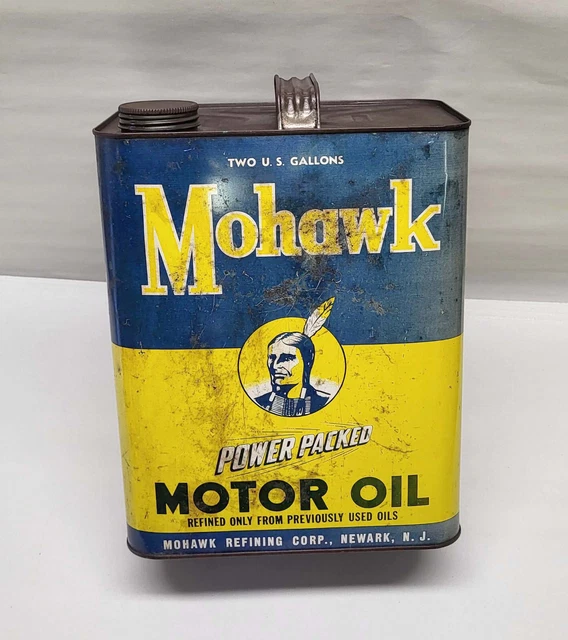 TWO U. S. GALLONS
Mohawk
POWER PACKED
MOTOR OIL
REFINED ONLY FROM PREVIOUSLY USED OILS
MOHAWK REFINING CORP., NEWARK, N. J.